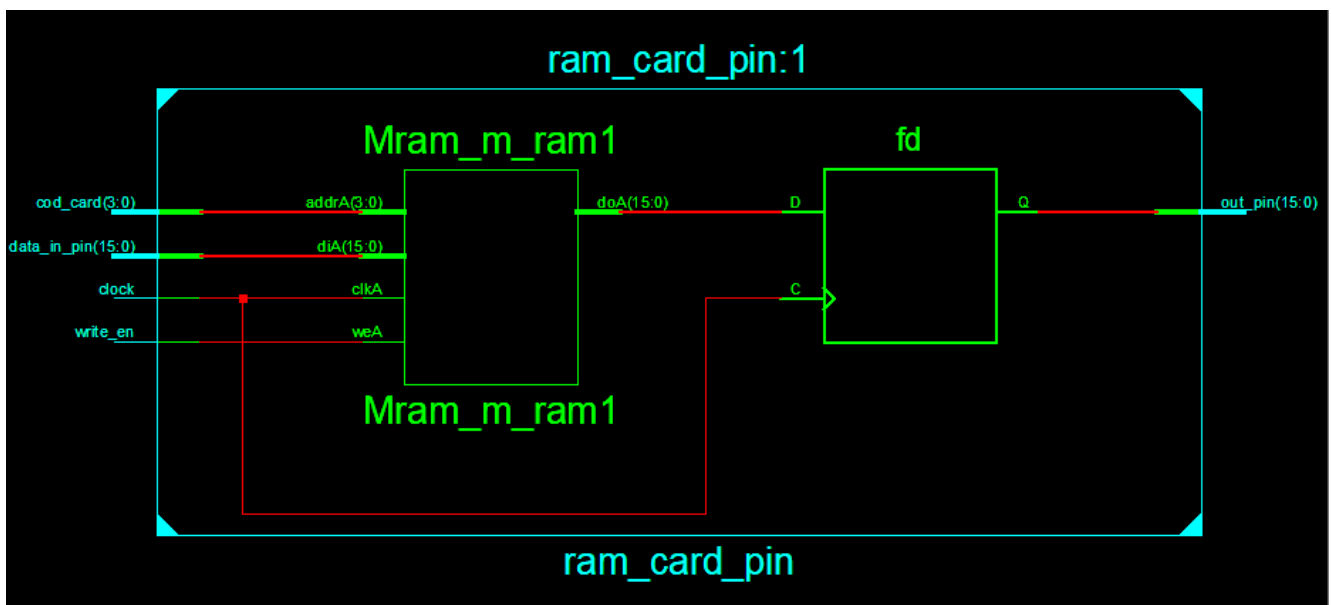 ram_card_pin:1
Mram_m_ram1
fd
cod_card(3:0)
addrA(3:0)
doA(15:0)
D
Q
out_pin(15:0)
data_in_pin(15:0)
diA(15:0)
clock
clkA
C
write_en
weA
Mram_m_ram1
ram_card_pin